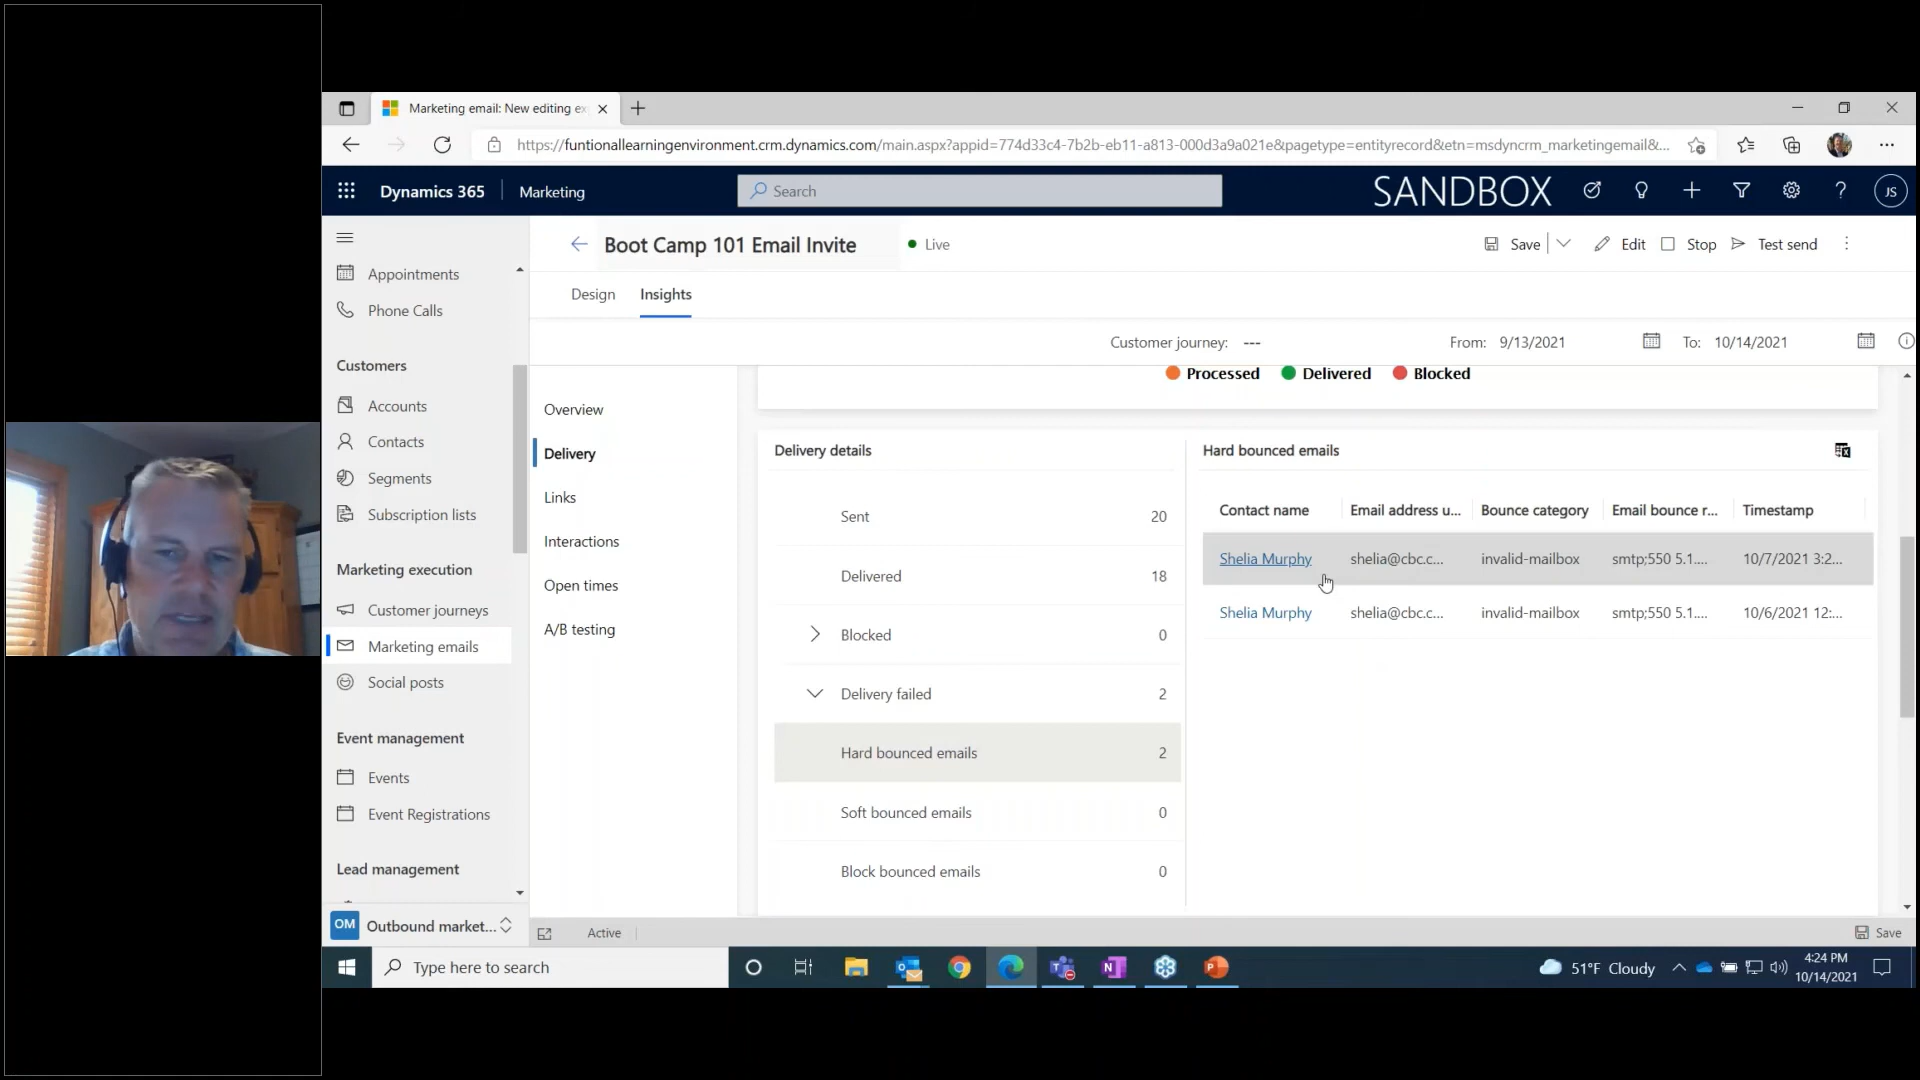 Marketing email: New editing ex
https://funtionallearningenvironment.crm.dynamics.com/main.aspx?appid=774d33c4-7b2b-eb11-a813-000d3a9a021e&pagetype=entityrecord&etn=msdyncrm_marketingemail&...
Dynamics 365 Marketing Search SANDBOX JS
Boot Camp 101 Email Invite Live Save Edit Stop Test send
Design Insights
Customer journey: --- From: 9/13/2021 To: 10/14/2021
Appointments
Phone Calls
Customers
Accounts
Contacts
Segments
Subscription lists
Marketing execution
Customer journeys
Marketing emails
Social posts
Event management
Events
Event Registrations
Lead management
OM Outbound market...
Overview
Delivery
Links
Interactions
Open times
A/B testing
Processed Delivered Blocked
Delivery details
Sent 20
Delivered 18
Blocked 0
Delivery failed 2
Hard bounced emails 2
Soft bounced emails 0
Block bounced emails 0
Hard bounced emails
Contact name Email address u... Bounce category Email bounce r... Timestamp
Shelia Murphy shelia@cbc.c... invalid-mailbox smtp;550 5.1.... 10/7/2021 3:2...
Shelia Murphy shelia@cbc.c... invalid-mailbox smtp;550 5.1.... 10/6/2021 12:...
Active Save
Type here to search 51°F Cloudy 4:24 PM
10/14/2021